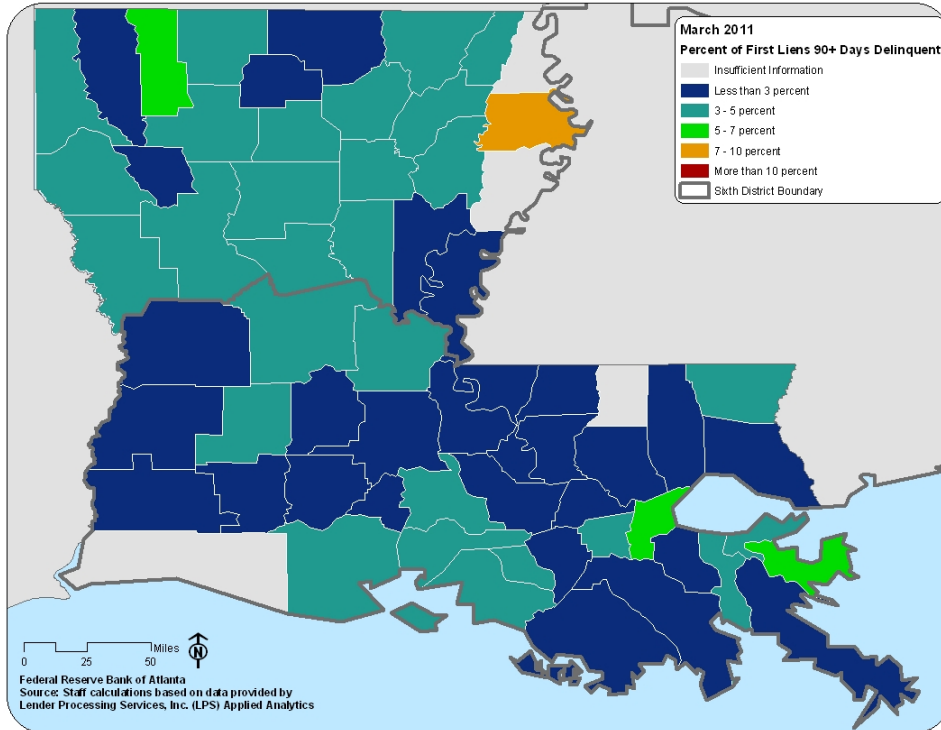 March 2011
Percent of First Liens 90+ Days Delinquent
Insufficient Information
Less than 3 percent
3 - 5 percent
5 - 7 percent
7 - 10 percent
More than 10 percent
Sixth District Boundary
Miles
0 25 50
N
Federal Reserve Bank of Atlanta
Source: Staff calculations based on data provided by
Lender Processing Services, Inc. (LPS) Applied Analytics